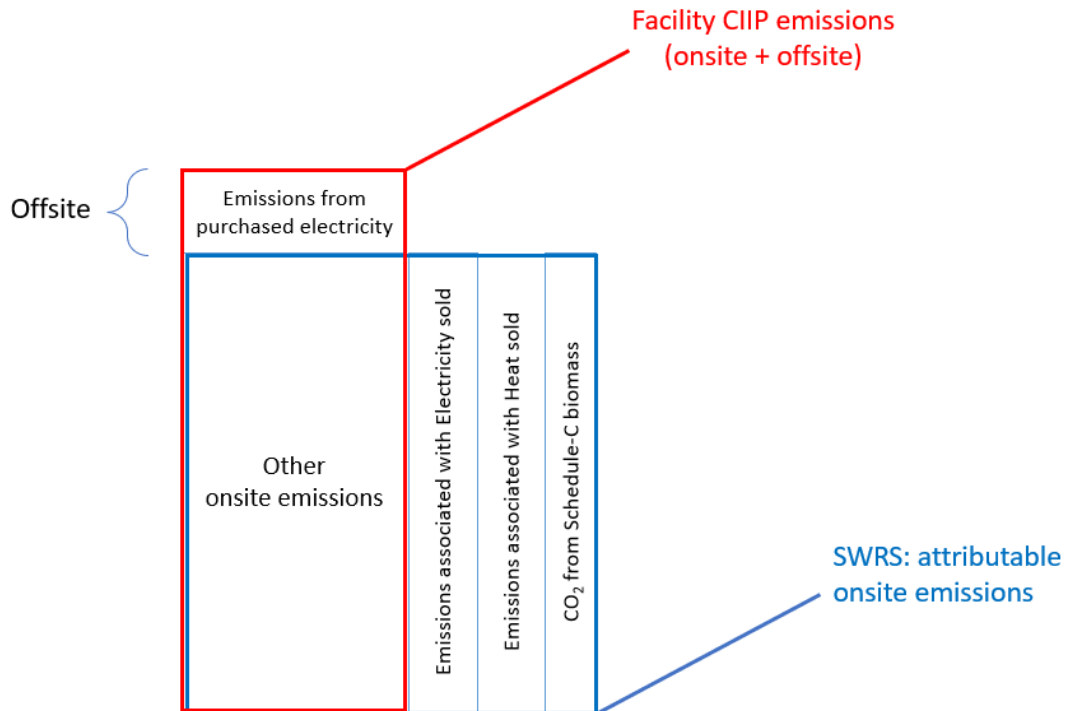 Facility CIIP emissions
(onsite + offsite)
Offsite
Emissions from
purchased electricity
Other
onsite emissions
Emissions associated with Electricity sold
Emissions associated with Heat sold
CO₂ from Schedule-C biomass
SWRS: attributable
onsite emissions